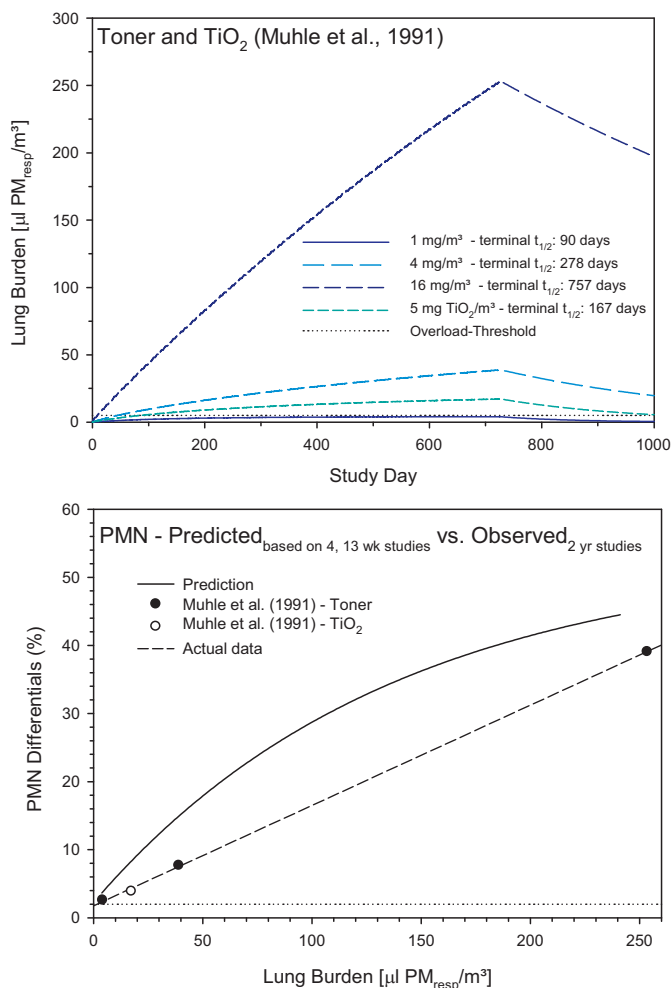 Toner and TiO₂ (Muhle et al., 1991)
300
250
200
150
100
50
0
Lung Burden [µl PMresp/m³]
1 mg/m³ - terminal t1/2: 90 days
4 mg/m³ - terminal t1/2: 278 days
16 mg/m³ - terminal t1/2: 757 days
5 mg TiO₂/m³ - terminal t1/2: 167 days
Overload-Threshold
0 200 400 600 800 1000
Study Day
PMN - Predicted based on 4, 13 wk studies vs. Observed 2 yr studies
60
50
40
30
20
10
0
PMN Differentials (%)
Prediction
Muhle et al. (1991) - Toner
Muhle et al. (1991) - TiO₂
Actual data
0 50 100 150 200 250
Lung Burden [µl PMresp/m³]